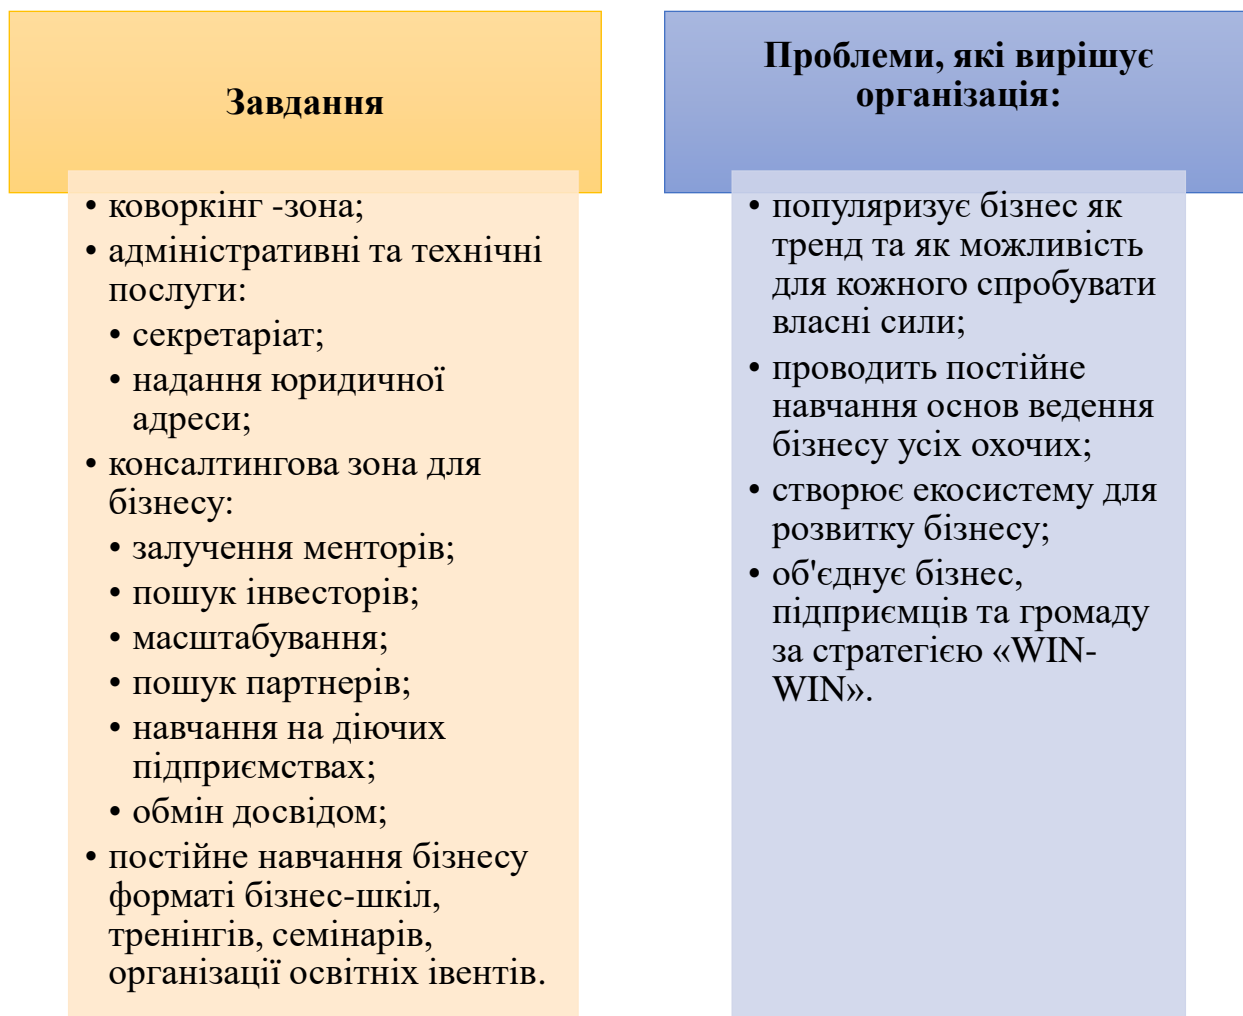 Завдання
• коворкінг -зона;
• адміністративні та технічні
послуги:
• секретаріат;
• надання юридичної
адреси;
• консалтингова зона для
бізнесу:
• залучення менторів;
• пошук інвесторів;
• масштабування;
• пошук партнерів;
• навчання на діючих
підприємствах;
• обмін досвідом;
• постійне навчання бізнесу
форматі бізнес-шкіл,
тренінгів, семінарів,
організації освітніх івентів.
Проблеми, які вирішує
організація:
• популяризує бізнес як
тренд та як можливість
для кожного спробувати
власні сили;
• проводить постійне
навчання основ ведення
бізнесу усіх охочих;
• створює екосистему для
розвитку бізнесу;
• об'єднує бізнес,
підприємців та громаду
за стратегією «WIN-
WIN».